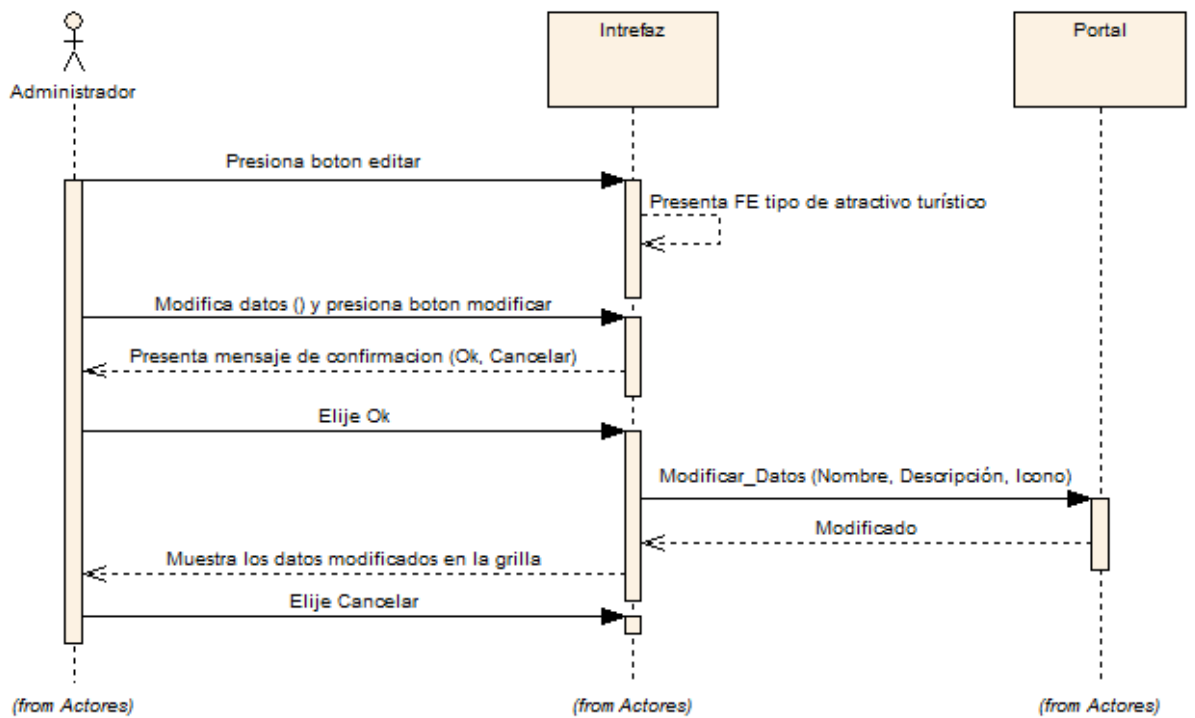 Intrefaz
Portal
Administrador
Presiona boton editar
Presenta FE tipo de atractivo turístico
Modifica datos () y presiona boton modificar
Presenta mensaje de confirmacion (Ok, Cancelar)
Elije Ok
Modificar_Datos (Nombre, Descripción, Icono)
Modificado
Muestra los datos modificados en la grilla
Elije Cancelar
(from Actores)
(from Actores)
(from Actores)